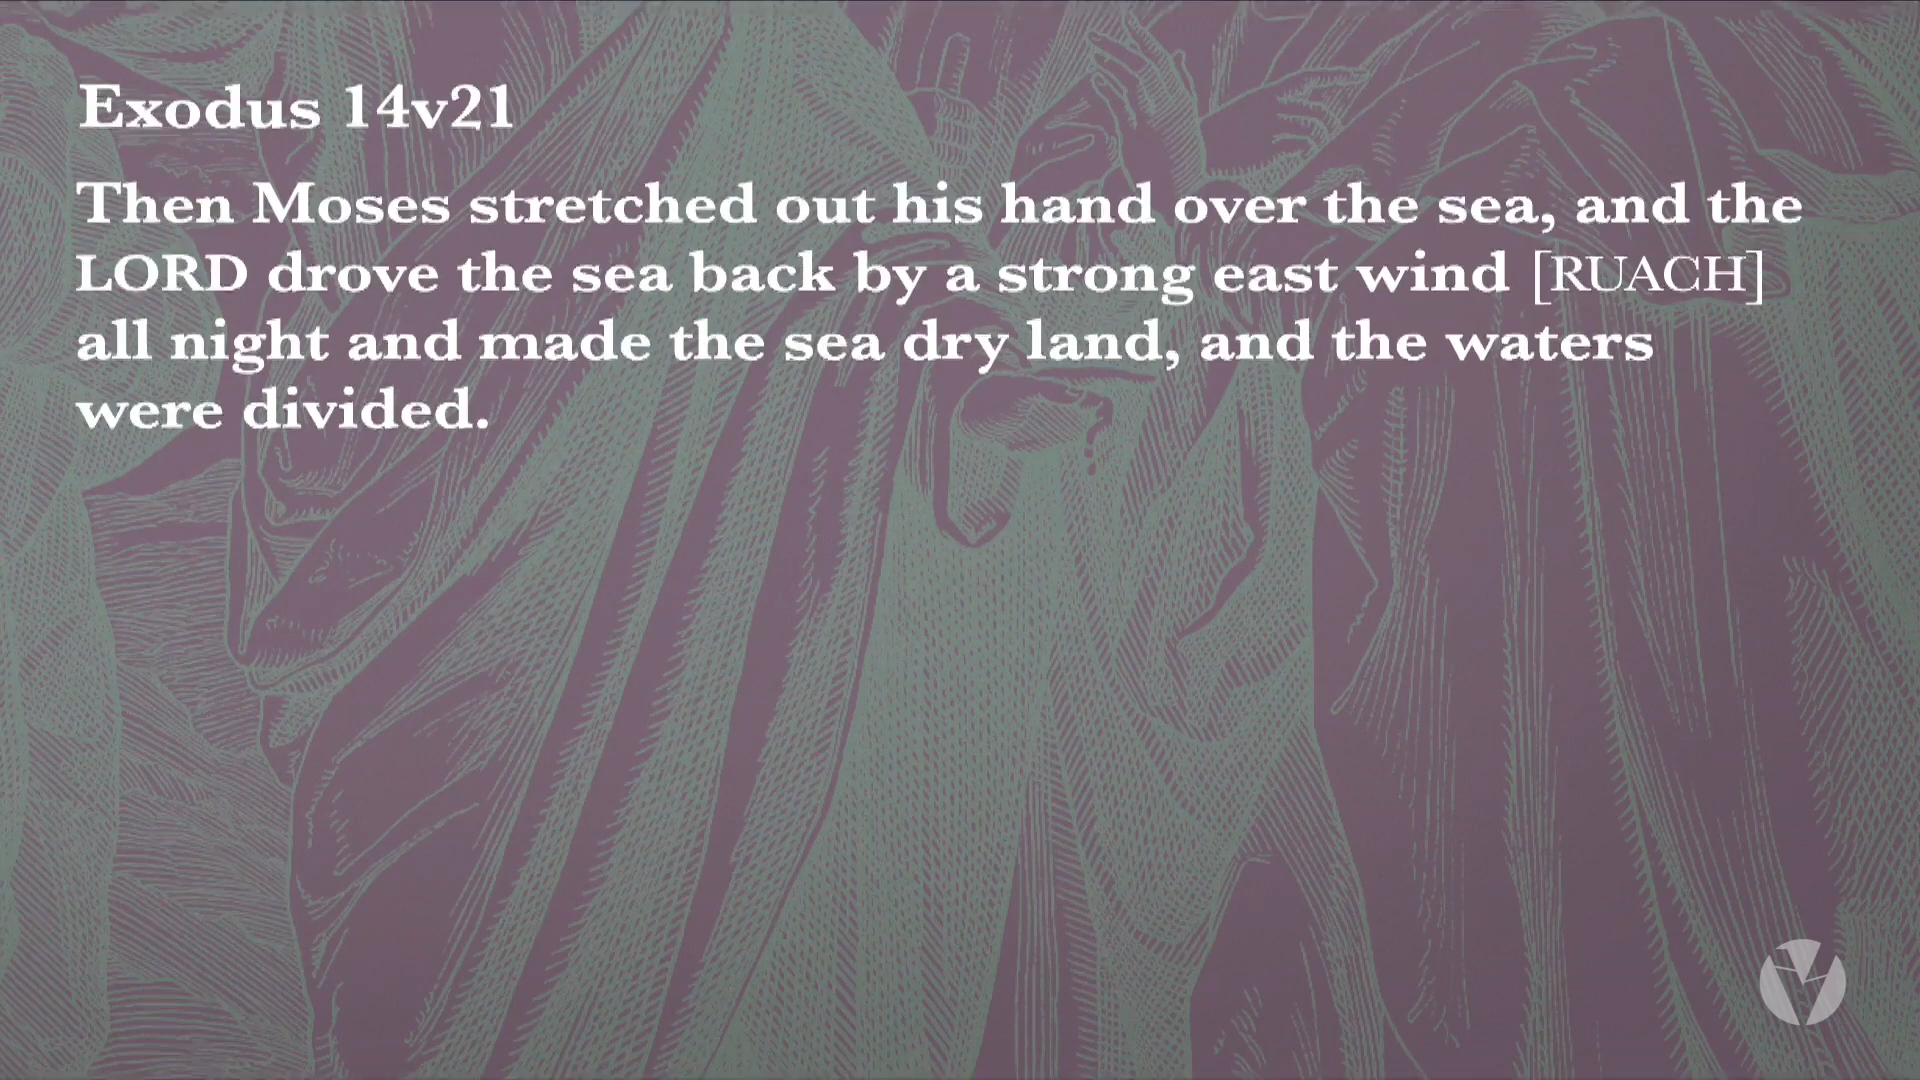 Exodus 14v21
Then Moses stretched out his hand over the sea, and the
LORD drove the sea back by a strong east wind [RUACH]
all night and made the sea dry land, and the waters
were divided.